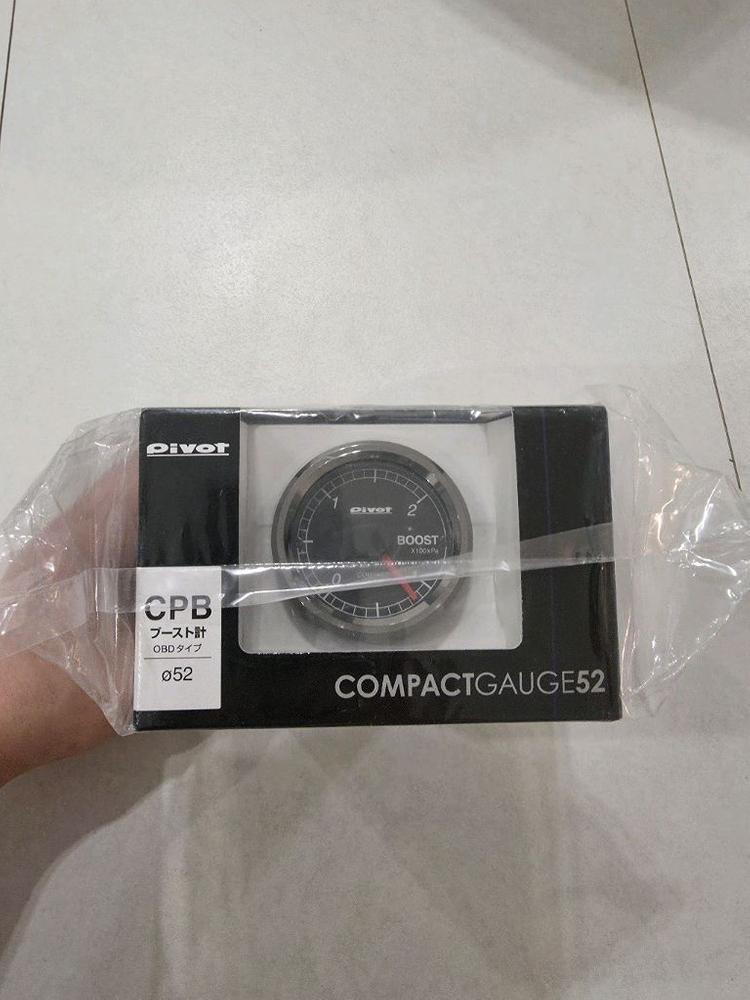 PIVOT
1
PIVOT
2
BOOST
X100kPa
0
CPB
ブースト計
OBDタイプ
ø52
COMPACTGAUGE52